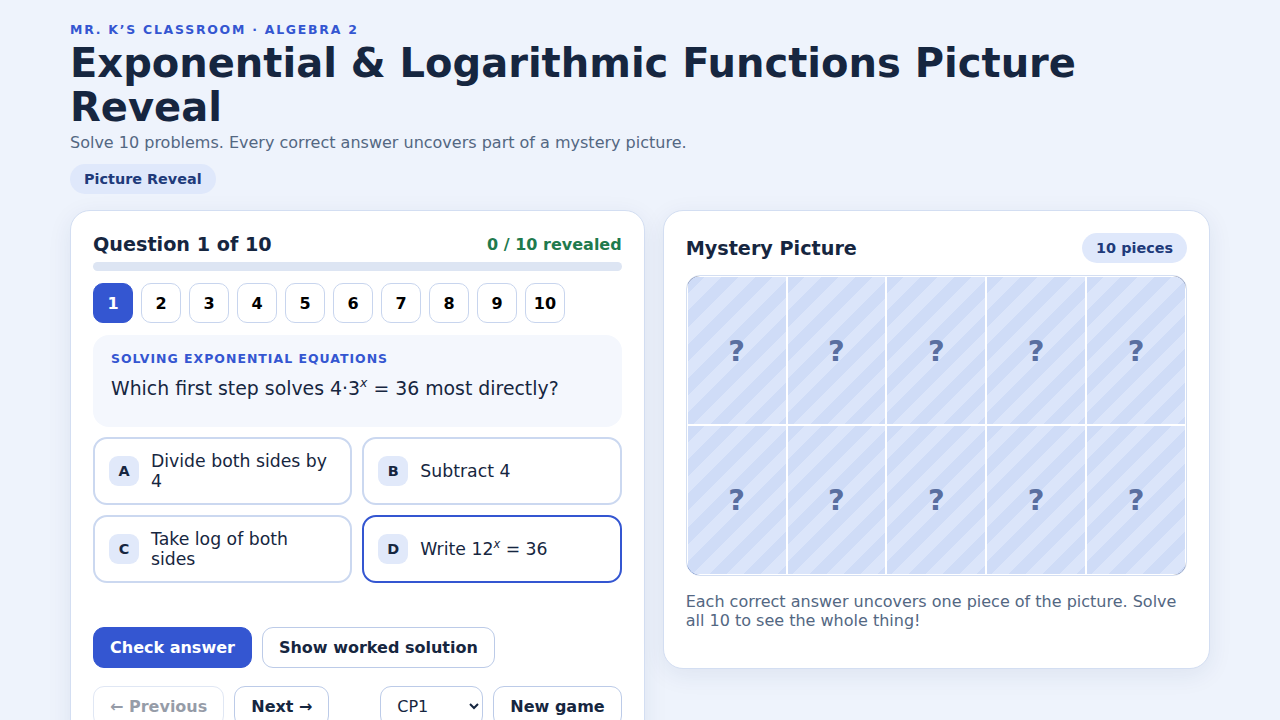 MR. K’S CLASSROOM · ALGEBRA 2
Exponential & Logarithmic Functions Picture
Reveal
Solve 10 problems. Every correct answer uncovers part of a mystery picture.
Picture Reveal
Question 1 of 10
0 / 10 revealed
1 2 3 4 5 6 7 8 9 10
SOLVING EXPONENTIAL EQUATIONS
Which first step solves 4·3ˣ = 36 most directly?
A Divide both sides by
4
B Subtract 4
C Take log of both
sides
D Write 12ˣ = 36
Check answer
Show worked solution
← Previous
Next →
CP1
New game
Mystery Picture
10 pieces
? ? ? ? ?
? ? ? ? ?
Each correct answer uncovers one piece of the picture. Solve
all 10 to see the whole thing!